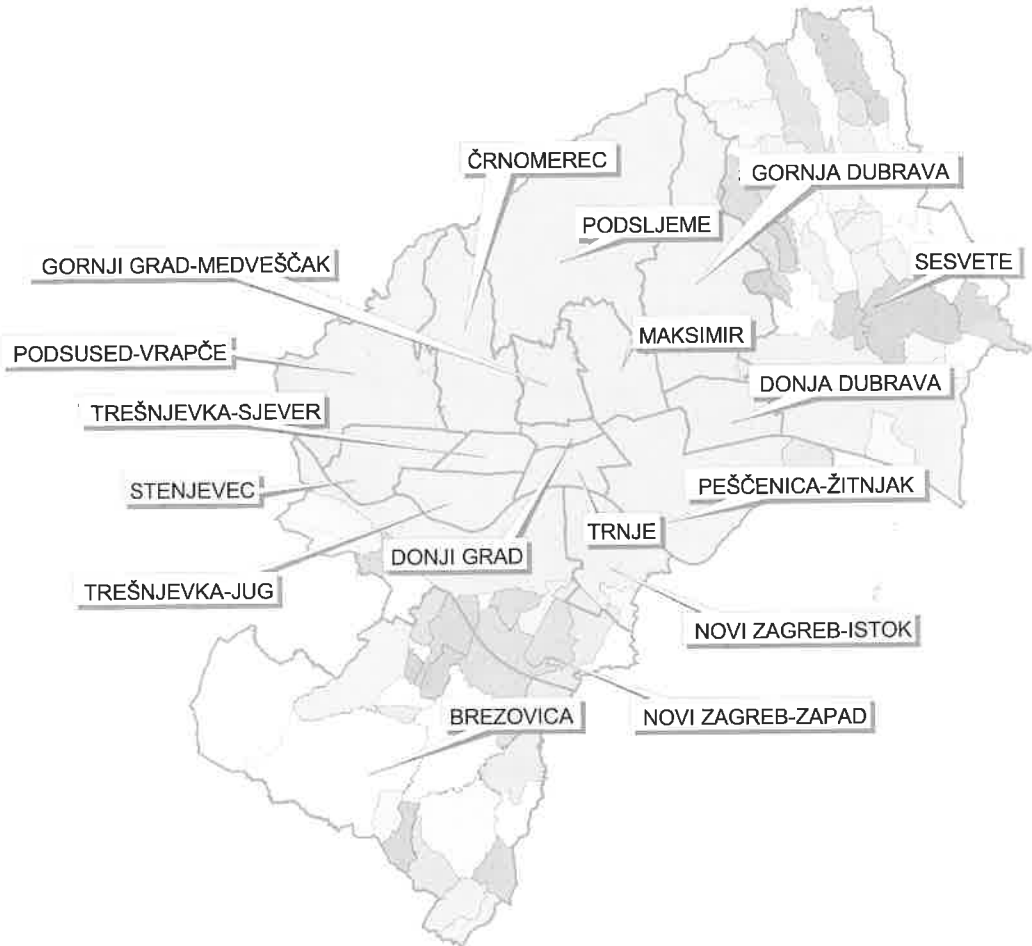 ČRNOMEREC
GORNJA DUBRAVA
PODSLJEME
GORNJI GRAD-MEDVEŠČAK
SESVETE
MAKSIMIR
PODSUSED-VRAPČE
DONJA DUBRAVA
TREŠNJEVKA-SJEVER
PEŠČENICA-ŽITNJAK
STENJEVEC
TRNJE
DONJI GRAD
TREŠNJEVKA-JUG
NOVI ZAGREB-ISTOK
BREZOVICA
NOVI ZAGREB-ZAPAD